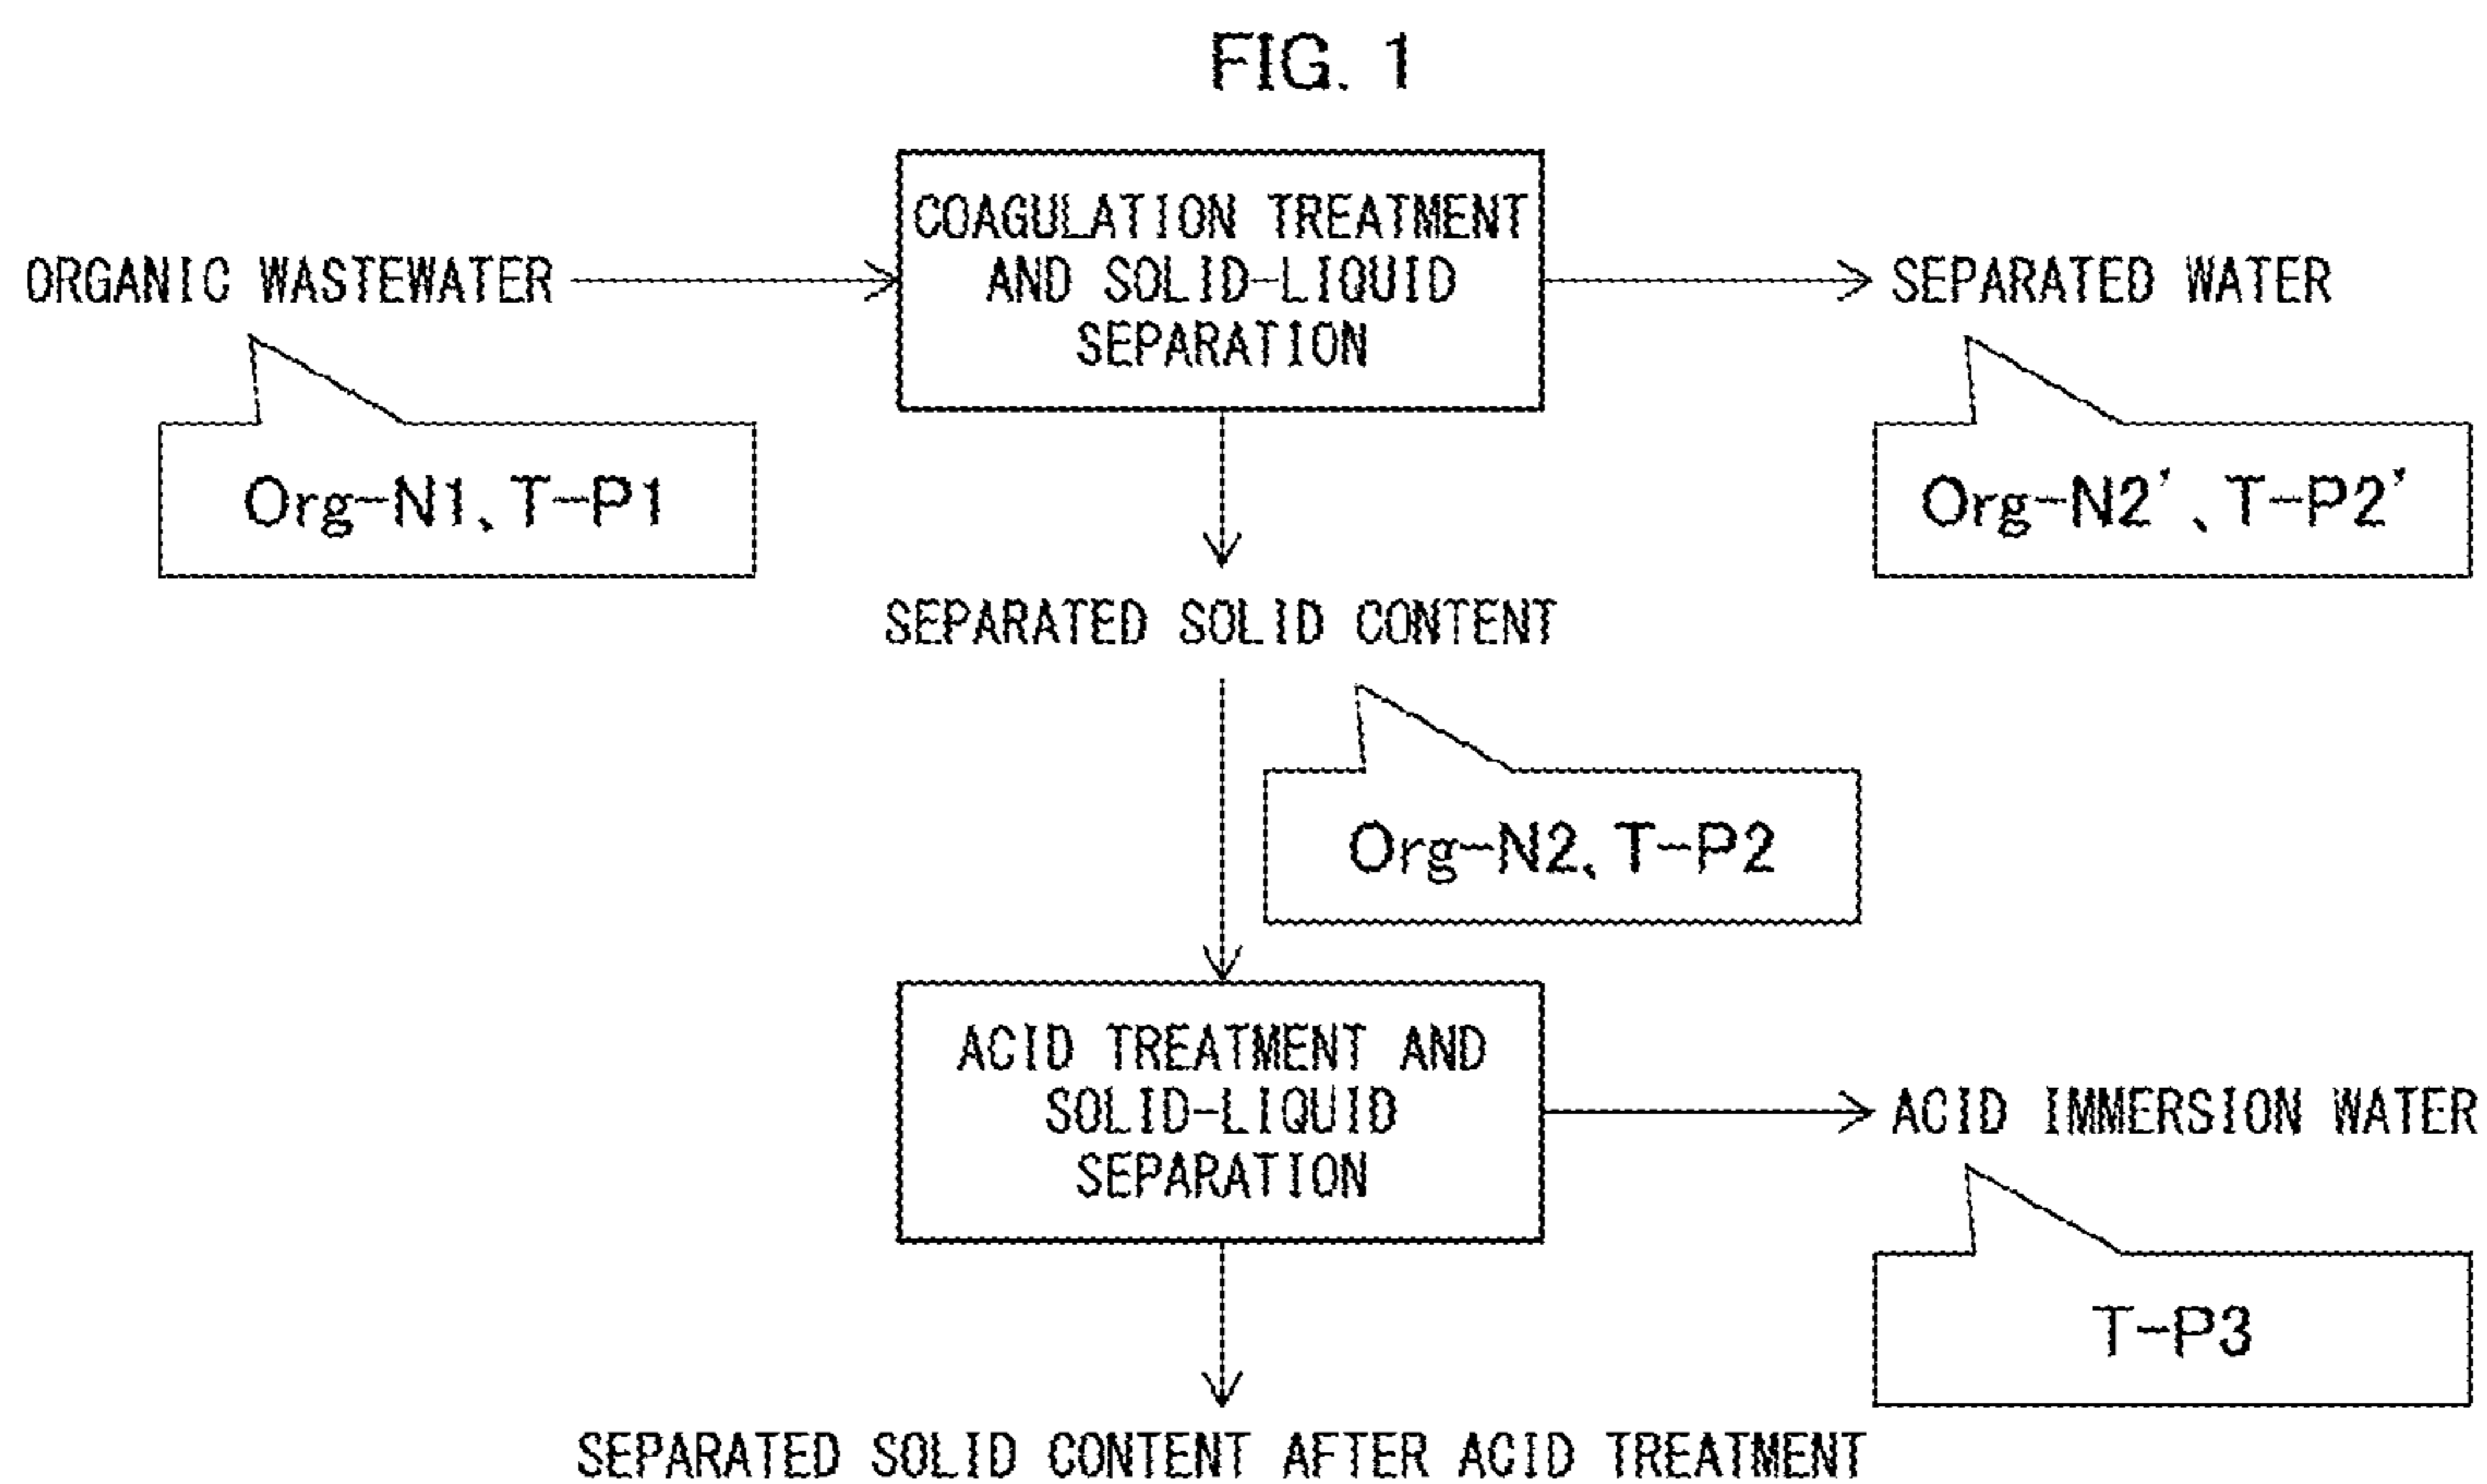 FIG. 1
COAGULATION TREATMENT
AND SOLID-LIQUID
SEPARATION
ORGANIC WASTEWATER
SEPARATED WATER
Org-N1、T-P1
Org-N2'、T-P2'
SEPARATED SOLID CONTENT
Org-N2、T-P2
ACID TREATMENT AND
SOLID-LIQUID
SEPARATION
ACID IMMERSION WATER
T-P3
SEPARATED SOLID CONTENT AFTER ACID TREATMENT